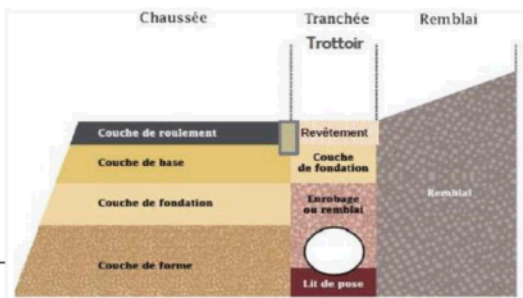 Chaussée
Tranchée
Trottoir
Remblai
Couche de roulement
Revêtement
Couche de base
Couche
de fondation
Couche de fondation
Enrobage
ou remblai
Remblai
Couche de forme
Lit de pose